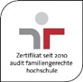 Zertifikat seit 2010
audit familiengerechte
hochschule